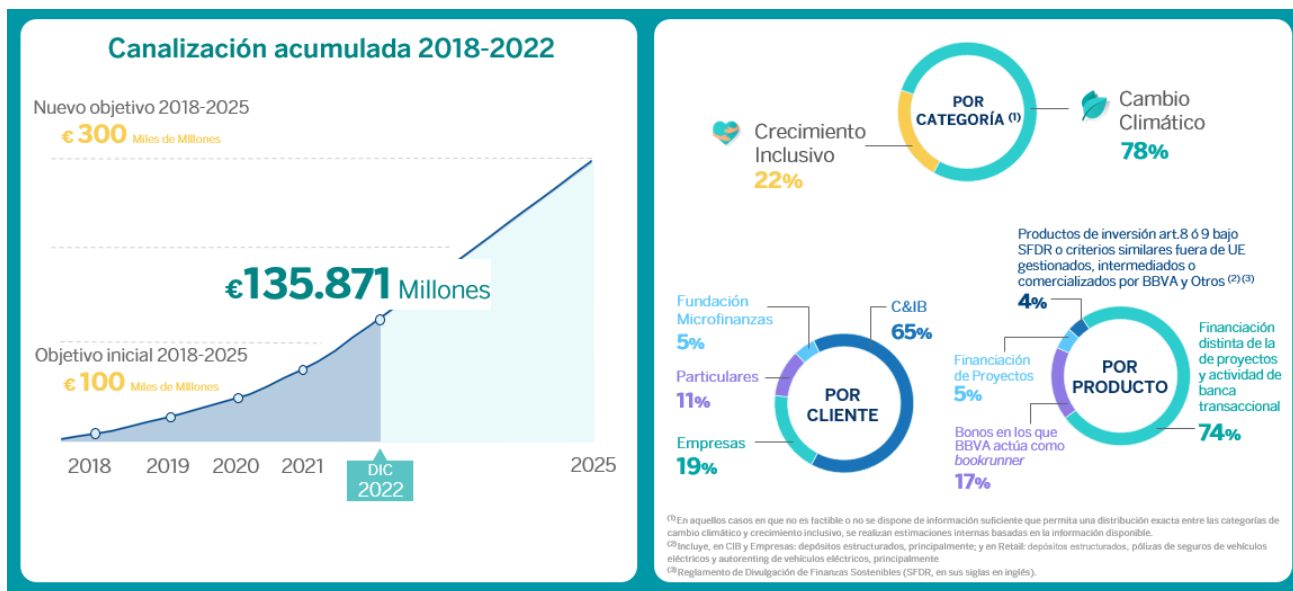 Canalización acumulada 2018-2022
Nuevo objetivo 2018-2025
€ 300 Miles de Millones
€135.871 Millones
Objetivo inicial 2018-2025
€ 100 Miles de Millones
2018
2019
2020
2021
DIC
2022
2025
POR
CATEGORÍA (1)
Cambio
Climático
78%
Crecimiento
Inclusivo
22%
Fundación
Microfinanzas
5%
Particulares
11%
Empresas
19%
C&IB
65%
POR
CLIENTE
Productos de inversión art.8 ó 9 bajo
SFDR o criterios similares fuera de UE
gestionados, intermediados o
comercializados por BBVA y Otros (2) (3)
4%
Financiación
de Proyectos
5%
Bonos en los que
BBVA actúa como
bookrunner
17%
POR
PRODUCTO
Financiación
distinta de la
de proyectos
y actividad de
banca
transaccional
74%
(1) En aquellos casos en que no es factible o no se dispone de información suficiente que permita una distribución exacta entre las categorías de
cambio climático y crecimiento inclusivo, se realizan estimaciones internas basadas en la información disponible.
(2) Incluye, en CIB y Empresas: depósitos estructurados, principalmente; y en Retail: depósitos estructurados, pólizas de seguros de vehículos
eléctricos y autorenting de vehículos eléctricos, principalmente
(3) Reglamento de Divulgación de Finanzas Sostenibles (SFDR, en sus siglas en inglés).